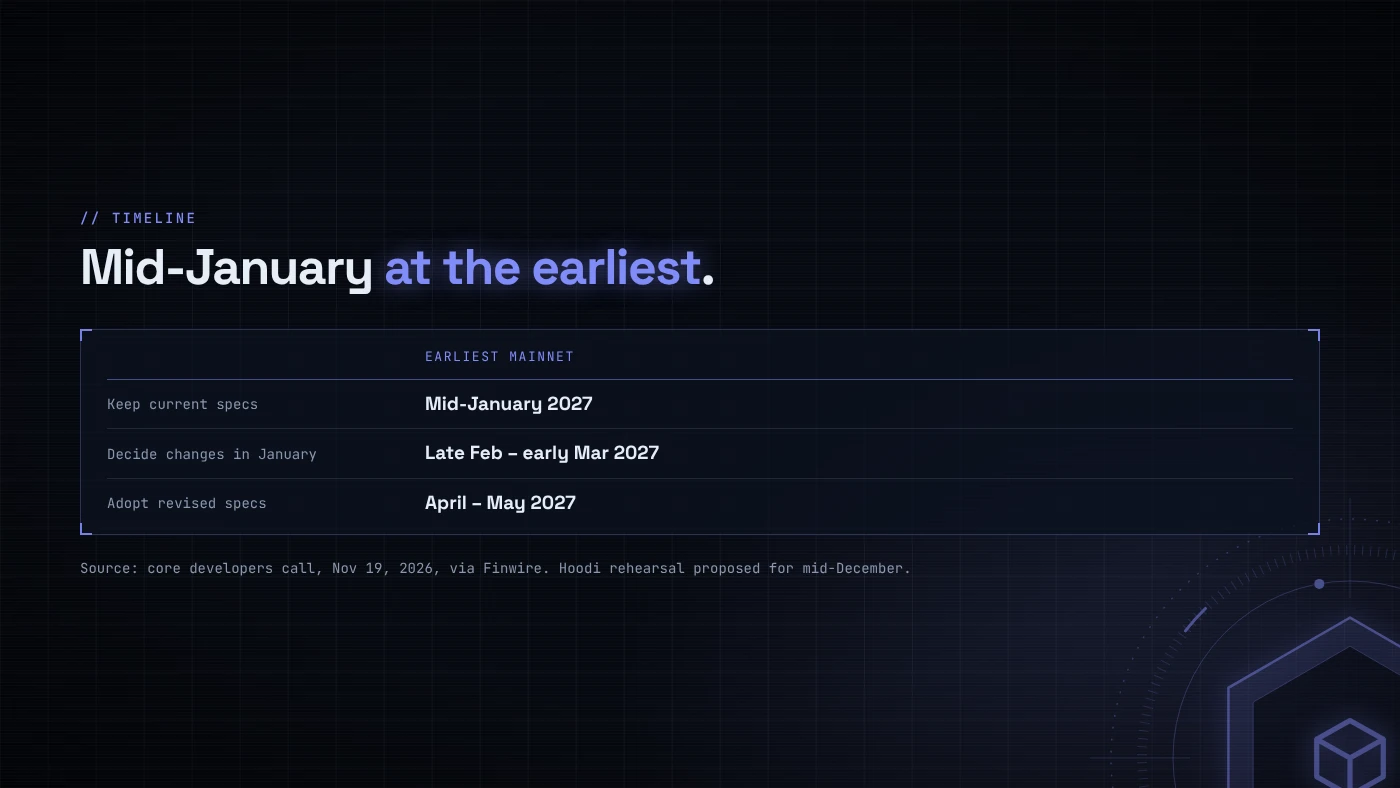 // TIMELINE
Mid-January at the earliest.
EARLIEST MAINNET
Keep current specs Mid-January 2027
Decide changes in January Late Feb – early Mar 2027
Adopt revised specs April – May 2027
Source: core developers call, Nov 19, 2026, via Finwire. Hoodi rehearsal proposed for mid-December.